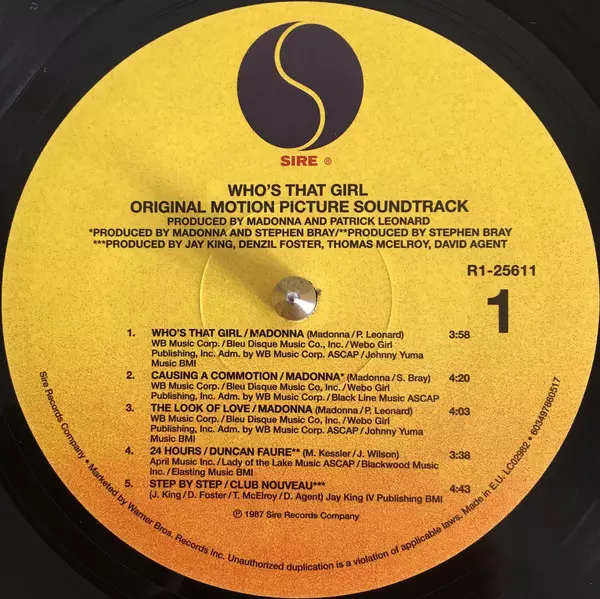 SIRE ®
WHO'S THAT GIRL
ORIGINAL MOTION PICTURE SOUNDTRACK
PRODUCED BY MADONNA AND PATRICK LEONARD
*PRODUCED BY MADONNA AND STEPHEN BRAY/**PRODUCED BY STEPHEN BRAY
***PRODUCED BY JAY KING, DENZIL FOSTER, THOMAS MCELROY, DAVID AGENT
R1-25611
1
1. WHO'S THAT GIRL / MADONNA (Madonna / P. Leonard) 3:58
WB Music Corp. / Bleu Disque Music Co., Inc. / Webo Girl
Publishing, Inc. Adm. by WB Music Corp. ASCAP / Johnny Yuma
Music BMI
2. CAUSING A COMMOTION / MADONNA* (Madonna / S. Bray) 4:20
WB Music Corp. / Bleu Disque Music Co, Inc. / Webo Girl
Publishing, Inc. Adm. by WB Music Corp. / Black Line Music ASCAP
3. THE LOOK OF LOVE / MADONNA (Madonna / P. Leonard) 4:03
WB Music Corp. / Bleu Disque Music Co, Inc. / Webo Girl
Publishing, Inc. Adm. by WB Music Corp. ASCAP / Johnny Yuma
Music BMI
4. 24 HOURS / DUNCAN FAURE** (M. Kessler / J. Wilson) 3:38
April Music Inc. / Lady of the Lake Music ASCAP / Blackwood Music
Inc. / Elasting Music BMI
5. STEP BY STEP / CLUB NOUVEAU*** 4:43
(J. King / D. Foster / T. McElroy / D. Agent) Jay King IV Publishing BMI
℗ 1987 Sire Records Company
Sire Records Company • Marketed by Warner Bros. Records Inc. Unauthorized duplication is a violation of applicable laws. Made in E.U. LC02982 • 603497860517